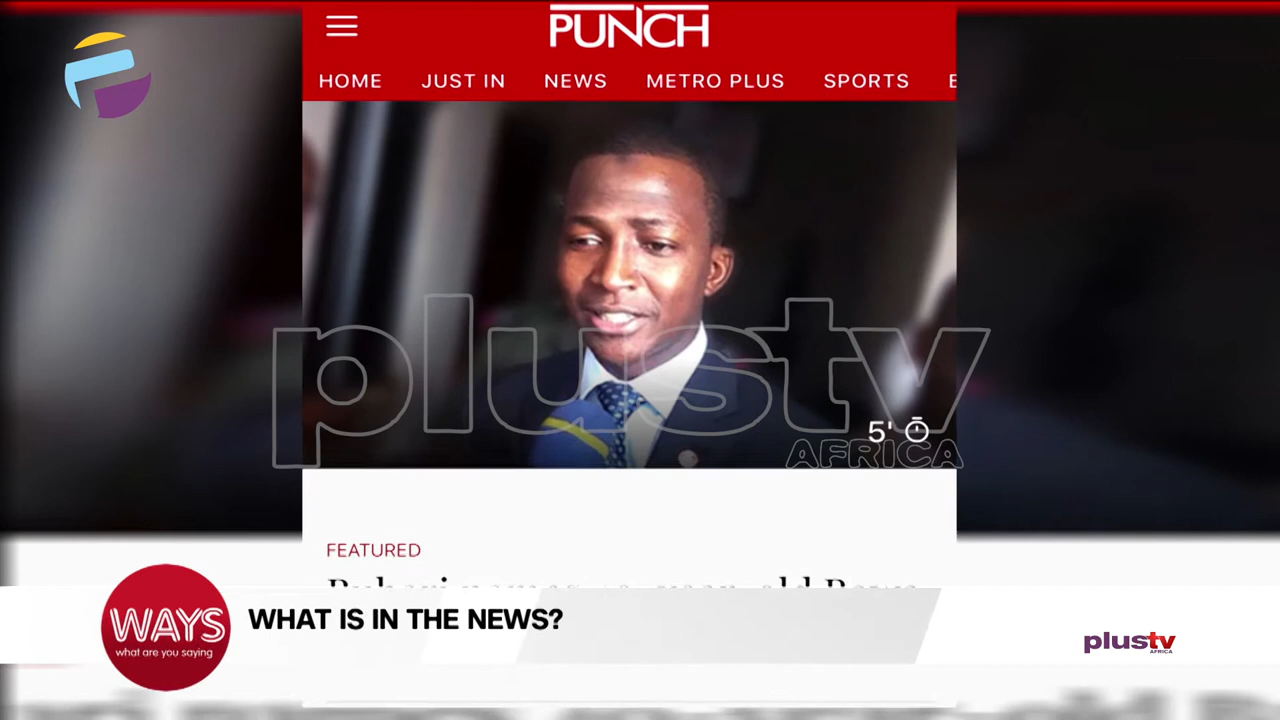 PUNCH
HOME JUST IN NEWS METRO PLUS SPORTS
plustv
5'
AFRICA
FEATURED
WAYS
what are you saying
WHAT IS IN THE NEWS?
plustv
AFRICA